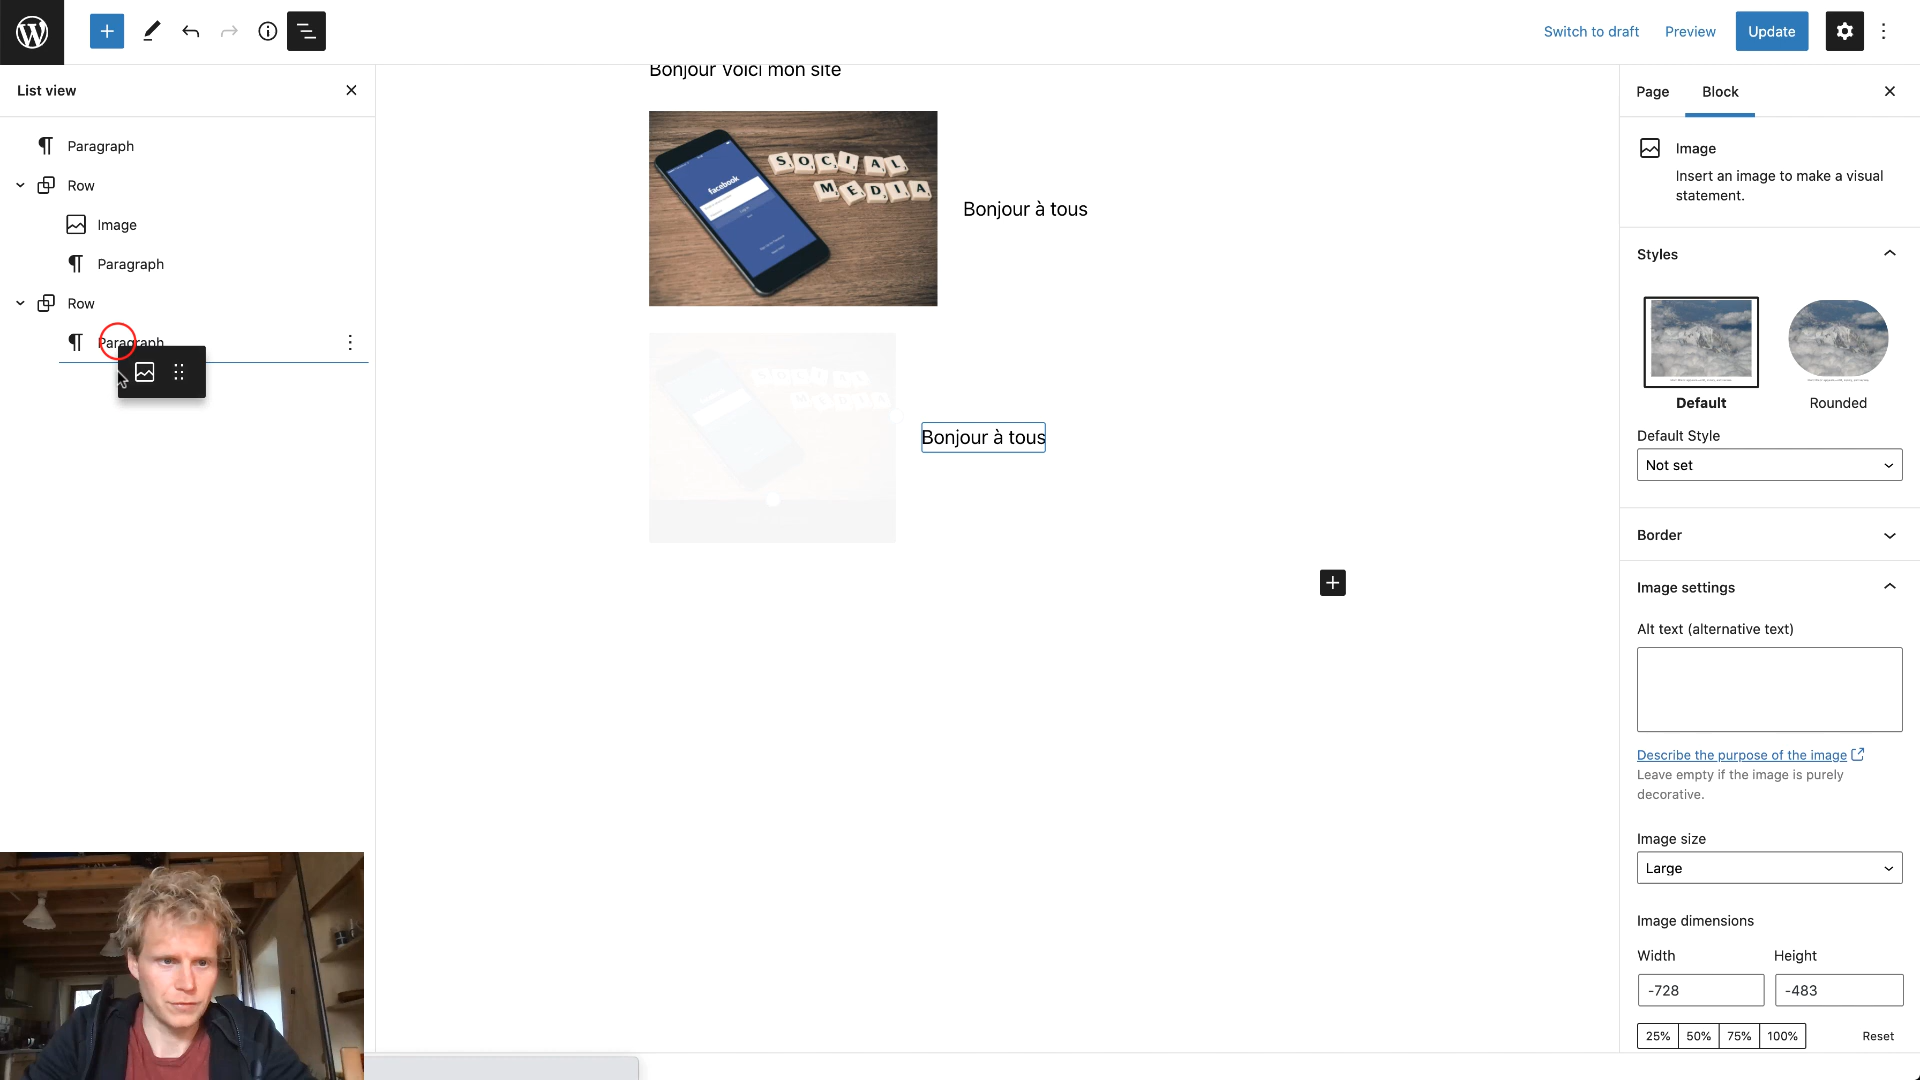 Switch to draft
Preview
Update
List view
Paragraph
Row
Image
Paragraph
Row
Paragraph
Bonjour Voici mon site
facebook
SOCIAL
MEDIA
Bonjour à tous
Bonjour à tous
Page
Block
Image
Insert an image to make a visual
statement.
Styles
Default
Rounded
Default Style
Not set
Border
Image settings
Alt text (alternative text)
Describe the purpose of the image
Leave empty if the image is purely
decorative.
Image size
Large
Image dimensions
Width
Height
-728
-483
25%
50%
75%
100%
Reset